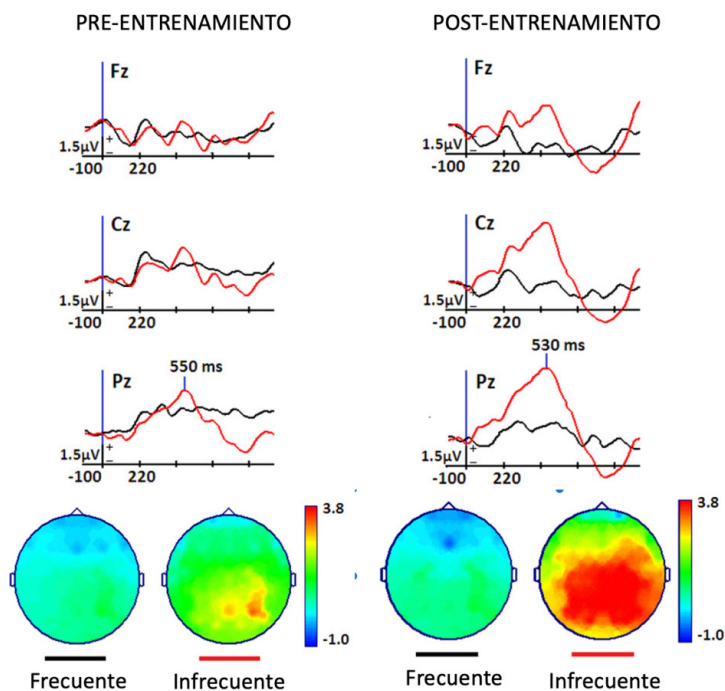 PRE-ENTRENAMIENTO
Fz
+
1.5μV
–
-100 220
Cz
+
1.5μV
–
-100 220
550 ms
Pz
+
1.5μV
–
-100 220
3.8
-1.0
Frecuente Infrecuente
POST-ENTRENAMIENTO
Fz
+
1.5μV
–
-100 220
Cz
+
1.5μV
–
-100 220
530 ms
Pz
+
1.5μV
–
-100 220
3.8
-1.0
Frecuente Infrecuente